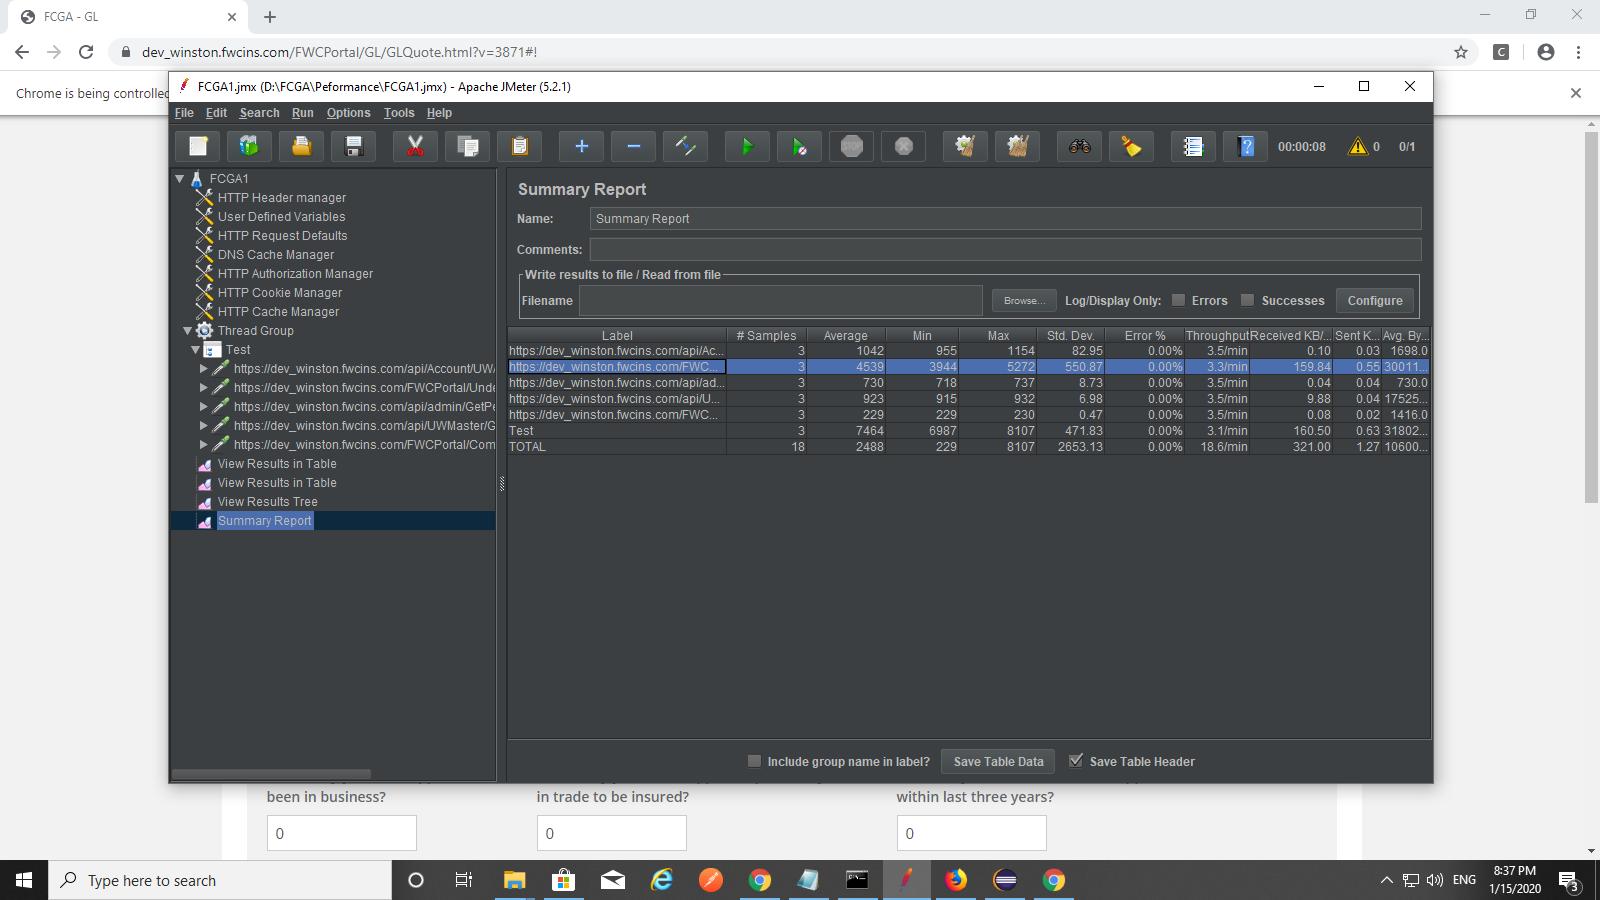 FCGA - GL
dev_winston.fwcins.com/FWCPortal/GL/GLQuote.html?v=3871#!
C
Chrome is being controlled
FCGA1.jmx (D:\FCGA\Peformance\FCGA1.jmx) - Apache JMeter (5.2.1)
File Edit Search Run Options Tools Help
STOP ? 00:00:08 0 0/1
FCGA1
HTTP Header manager
User Defined Variables
HTTP Request Defaults
DNS Cache Manager
HTTP Authorization Manager
HTTP Cookie Manager
HTTP Cache Manager
Thread Group
Test
https://dev_winston.fwcins.com/api/Account/UW
https://dev_winston.fwcins.com/FWCPortal/Unde
https://dev_winston.fwcins.com/api/admin/GetPe
https://dev_winston.fwcins.com/api/UWMaster/G
https://dev_winston.fwcins.com/FWCPortal/Com
View Results in Table
View Results in Table
View Results Tree
Summary Report
Summary Report
Name: Summary Report
Comments:
Write results to file / Read from file
Filename Browse... Log/Display Only: Errors Successes Configure
Label # Samples Average Min Max Std. Dev. Error % Throughput Received KB/... Sent K... Avg. By...
https://dev_winston.fwcins.com/api/Ac... 3 1042 955 1154 82.95 0.00% 3.5/min 0.10 0.03 1698.0
https://dev_winston.fwcins.com/FWC... 3 4539 3944 5272 550.87 0.00% 3.3/min 159.84 0.55 30011...
https://dev_winston.fwcins.com/api/ad... 3 730 718 737 8.73 0.00% 3.5/min 0.04 0.04 730.0
https://dev_winston.fwcins.com/api/U... 3 923 915 932 6.98 0.00% 3.5/min 9.88 0.04 17525...
https://dev_winston.fwcins.com/FWC... 3 229 229 230 0.47 0.00% 3.5/min 0.08 0.02 1416.0
Test 3 7464 6987 8107 471.83 0.00% 3.1/min 160.50 0.63 31802...
TOTAL 18 2488 229 8107 2653.13 0.00% 18.6/min 321.00 1.27 10600...
Include group name in label? Save Table Data Save Table Header
been in business? in trade to be insured? within last three years?
0 0 0
Type here to search
ENG
8:37 PM
1/15/2020
3